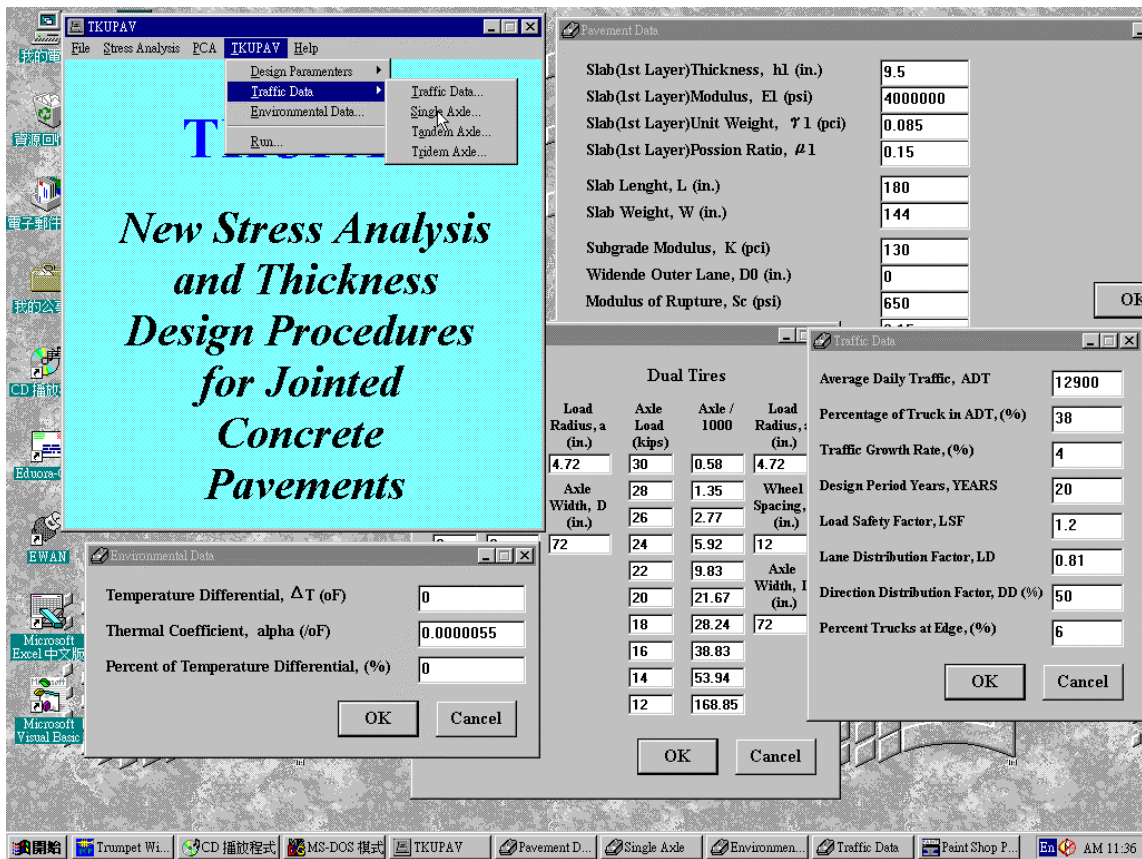 TKUPAV
File Stress Analysis PCA TKUPAV Help
Design Paramenters
Traffic Data
Environmental Data...
Run...
Traffic Data...
Single Axle...
Tandem Axle...
Tridem Axle...
New Stress Analysis
and Thickness
Design Procedures
for Jointed
Concrete
Pavements
Pavement Data
Slab(1st Layer)Thickness, h1 (in.) 9.5
Slab(1st Layer)Modulus, E1 (psi) 4000000
Slab(1st Layer)Unit Weight, γ1 (pci) 0.085
Slab(1st Layer)Possion Ratio, μ1 0.15
Slab Lenght, L (in.) 180
Slab Weight, W (in.) 144
Subgrade Modulus, K (pci) 130
Widende Outer Lane, D0 (in.) 0
Modulus of Rupture, Sc (psi) 650
OK
Dual Tires
Load Radius, a (in.)
4.72
Axle Width, D (in.)
72
Axle Load (kips) Axle / 1000
30 0.58
28 1.35
26 2.77
24 5.92
22 9.83
20 21.67
18 28.24
16 38.83
14 53.94
12 168.85
Load Radius, (in.)
4.72
Wheel Spacing, (in.)
12
Axle Width, (in.)
72
OK Cancel
Traffic Data
Average Daily Traffic, ADT 12900
Percentage of Truck in ADT, (%) 38
Traffic Growth Rate, (%) 4
Design Period Years, YEARS 20
Load Safety Factor, LSF 1.2
Lane Distribution Factor, LD 0.81
Direction Distribution Factor, DD (%) 50
Percent Trucks at Edge, (%) 6
OK Cancel
Environmental Data
Temperature Differential, ΔT (oF) 0
Thermal Coefficient, alpha (/oF) 0.0000055
Percent of Temperature Differential, (%) 0
OK Cancel
我的電
資源回
電子郵件
我的公
CD 播放
Eduora-
EWAN
Microsoft
Excel 中文版
Microsoft
Visual Basic
開始 Trumpet Wi... CD 播放程式 MS-DOS 模式 TKUPAV Pavement D... Single Axle Environmen... Traffic Data Paint Shop P... En AM 11:36